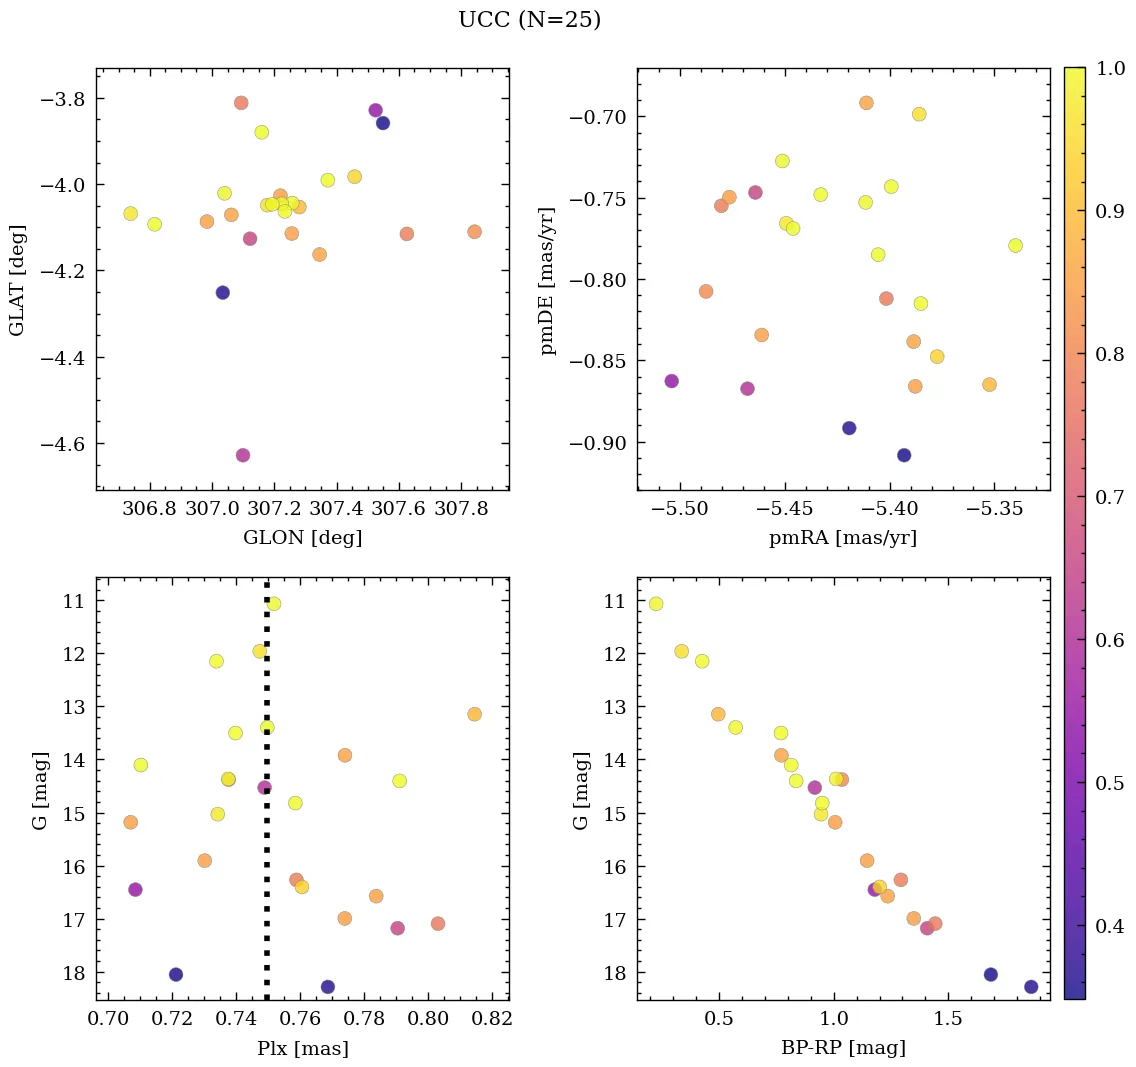 UCC (N=25)
−3.8
−4.0
−4.2
−4.4
−4.6
GLAT [deg]
306.8 307.0 307.2 307.4 307.6 307.8
GLON [deg]
−0.70
−0.75
−0.80
−0.85
−0.90
pmDE [mas/yr]
−5.50 −5.45 −5.40 −5.35
pmRA [mas/yr]
11
12
13
14
15
16
17
18
G [mag]
0.70 0.72 0.74 0.76 0.78 0.80 0.82
Plx [mas]
11
12
13
14
15
16
17
18
G [mag]
0.5 1.0 1.5
BP-RP [mag]
1.0
0.9
0.8
0.7
0.6
0.5
0.4